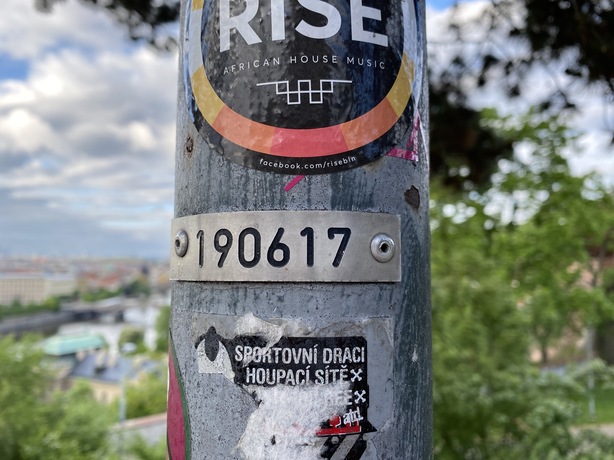 RISE
AFRICAN HOUSE MUSIC
facebook.com/risebln
190617
SPORTOVNÍ DRACI
HOUPACÍ SÍTĚ